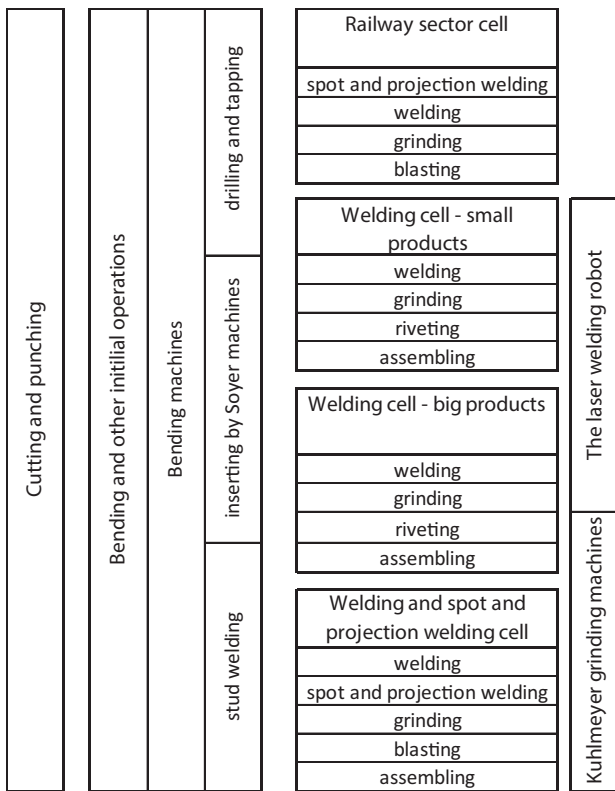 Cutting and punching
Bending and other initilial operations
Bending machines
drilling and tapping
inserting by Soyer machines
stud welding
Railway sector cell
spot and projection welding
welding
grinding
blasting
Welding cell - small
products
welding
grinding
riveting
assembling
Welding cell - big products
welding
grinding
riveting
assembling
Welding and spot and
projection welding cell
welding
spot and projection welding
grinding
blasting
assembling
The laser welding robot
Kuhlmeyer grinding machines